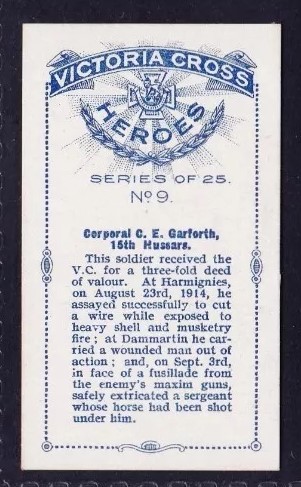 VICTORIA CROSS
HEROES
SERIES OF 25.
No 9.
Corporal C. E. Garforth,
15th Hussars.
This soldier received the
V.C. for a three-fold deed
of valour. At Harmignies,
on August 23rd, 1914, he
assayed successfully to cut
a wire while exposed to
heavy shell and musketry
fire; at Dammartin he car-
ried a wounded man out of
action; and, on Sept. 3rd,
in face of a fusillade from
the enemy's maxim guns,
safely extricated a sergeant
whose horse had been shot
under him.